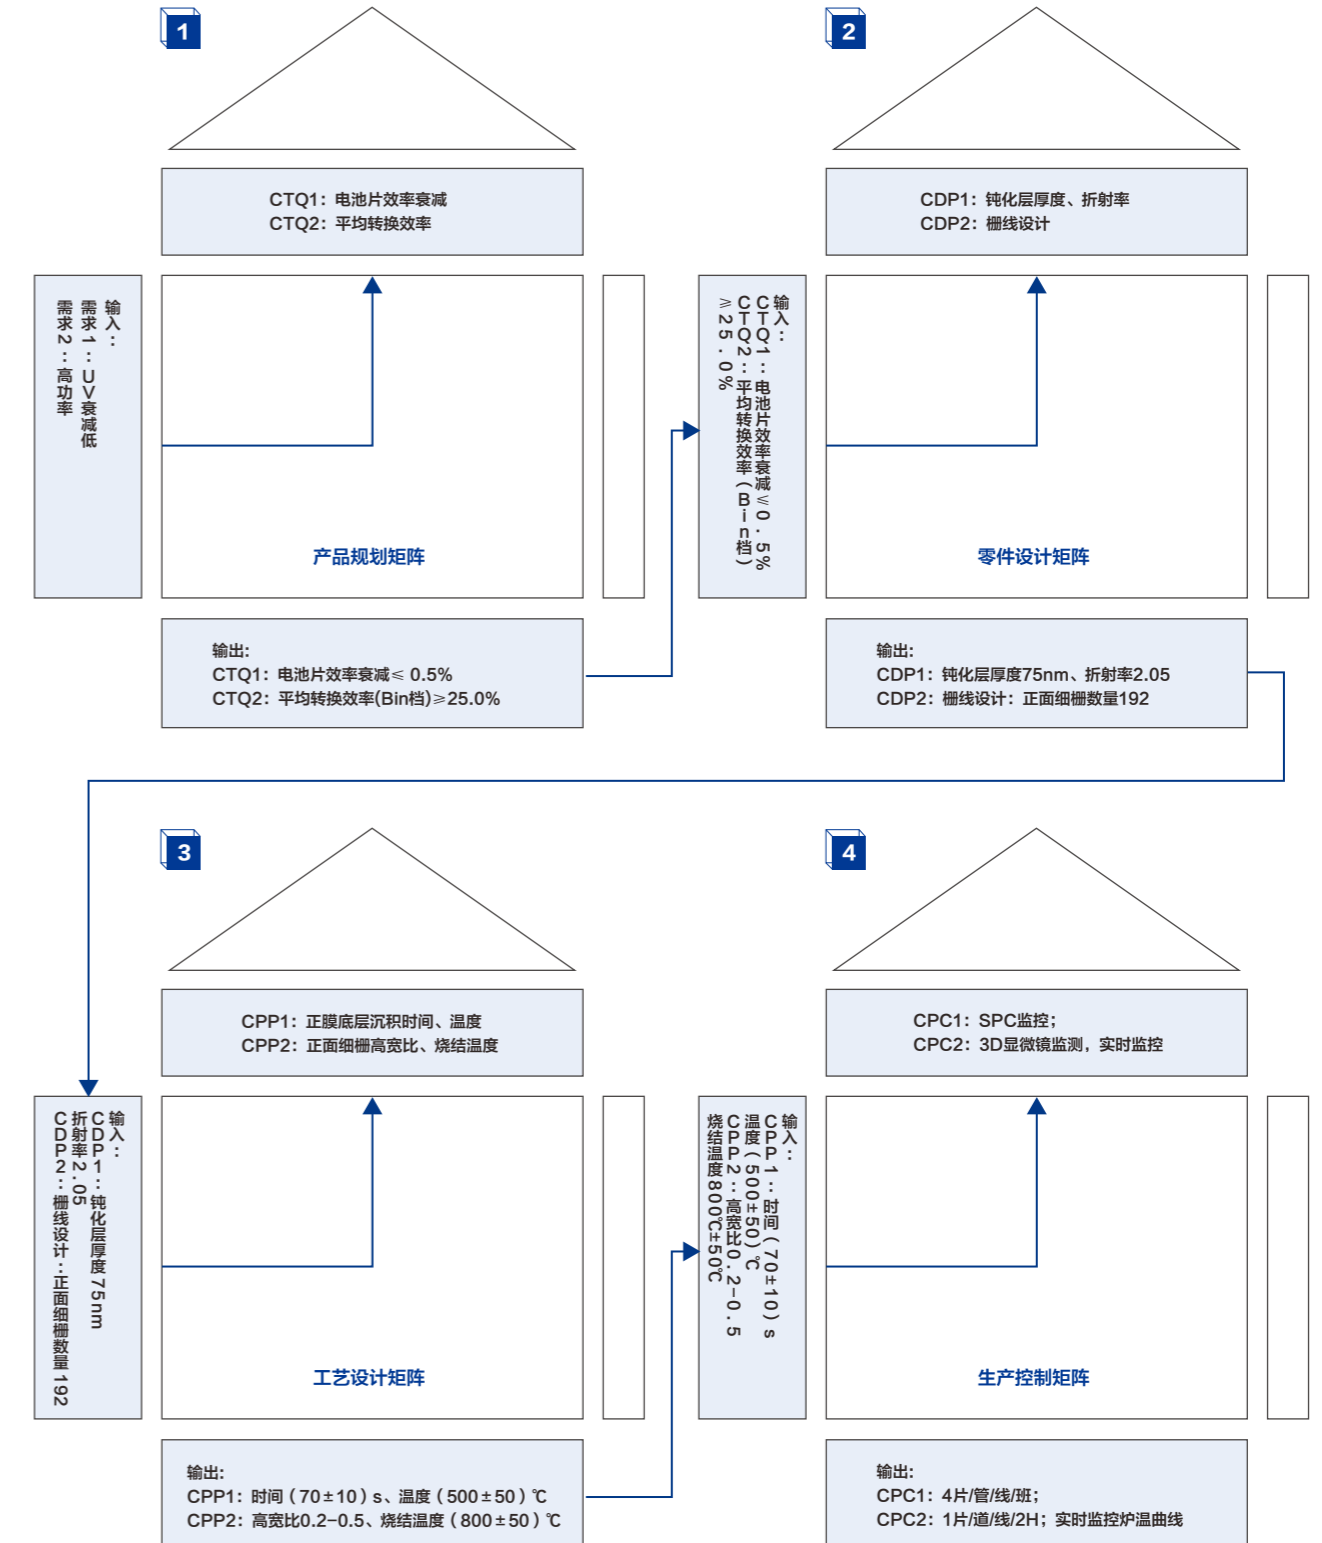 1
CTQ1：电池片效率衰减
CTQ2：平均转换效率
输入：
需求1：UV衰减低
需求2：高功率
产品规划矩阵
输出:
CTQ1：电池片效率衰减≤ 0.5%
CTQ2：平均转换效率(Bin档)≥25.0%
2
CDP1：钝化层厚度、折射率
CDP2：栅线设计
输入：
CTQ1：电池片效率衰减≤0.5%
CTQ2：平均转换效率(Bin档)
≥25.0%
零件设计矩阵
输出:
CDP1：钝化层厚度75nm、折射率2.05
CDP2：栅线设计：正面细栅数量192
3
CPP1：正膜底层沉积时间、温度
CPP2：正面细栅高宽比、烧结温度
输入：
CDP1：钝化层厚度75nm
折射率2.05
CDP2：栅线设计：正面细栅数量192
工艺设计矩阵
输出:
CPP1：时间（70±10）s、温度（500±50）℃
CPP2：高宽比0.2-0.5、烧结温度（800±50）℃
4
CPC1：SPC监控；
CPC2：3D显微镜监测，实时监控
输入：
CPP1：时间(70±10)s
温度(500±50)℃
CPP2：高宽比0.2-0.5
烧结温度800℃±50℃
生产控制矩阵
输出:
CPC1：4片/管/线/班；
CPC2：1片/道/线/2H；实时监控炉温曲线